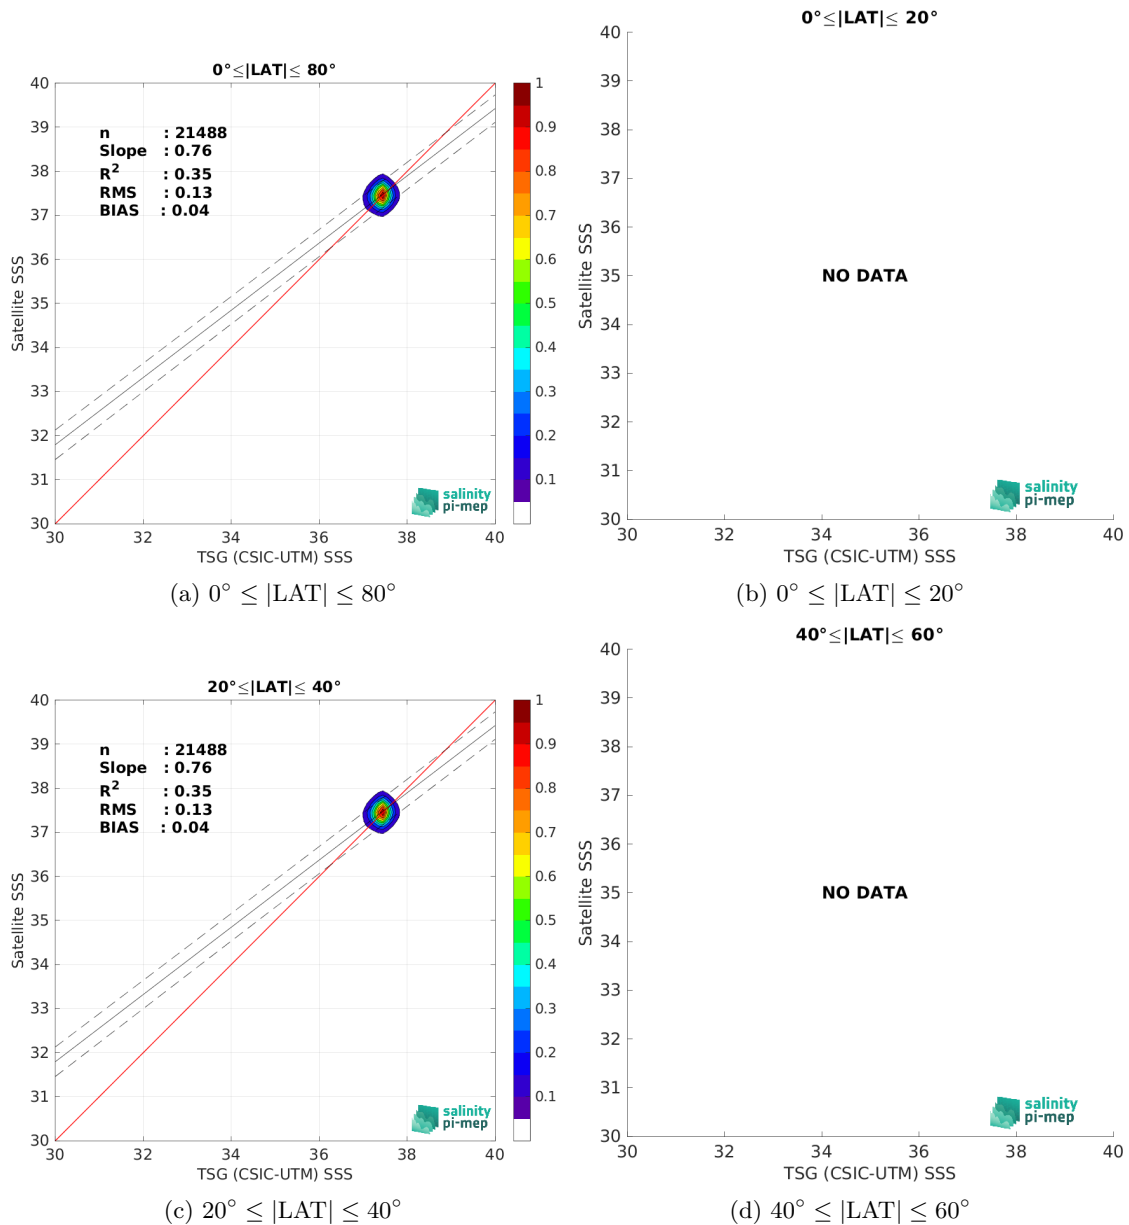 0°≤|LAT|≤ 80°
40
39
38
37
36
35
34
33
32
31
30
Satellite SSS
n : 21488
Slope : 0.76
R² : 0.35
RMS : 0.13
BIAS : 0.04
salinity
pi-mep
30 32 34 36 38 40
TSG (CSIC-UTM) SSS
1
0.9
0.8
0.7
0.6
0.5
0.4
0.3
0.2
0.1
(a) 0° ≤ |LAT| ≤ 80°
0°≤|LAT|≤ 20°
40
39
38
37
36
35
34
33
32
31
30
Satellite SSS
NO DATA
salinity
pi-mep
30 32 34 36 38 40
TSG (CSIC-UTM) SSS
(b) 0° ≤ |LAT| ≤ 20°
20°≤|LAT|≤ 40°
40
39
38
37
36
35
34
33
32
31
30
Satellite SSS
n : 21488
Slope : 0.76
R² : 0.35
RMS : 0.13
BIAS : 0.04
salinity
pi-mep
30 32 34 36 38 40
TSG (CSIC-UTM) SSS
1
0.9
0.8
0.7
0.6
0.5
0.4
0.3
0.2
0.1
(c) 20° ≤ |LAT| ≤ 40°
40°≤|LAT|≤ 60°
40
39
38
37
36
35
34
33
32
31
30
Satellite SSS
NO DATA
salinity
pi-mep
30 32 34 36 38 40
TSG (CSIC-UTM) SSS
(d) 40° ≤ |LAT| ≤ 60°